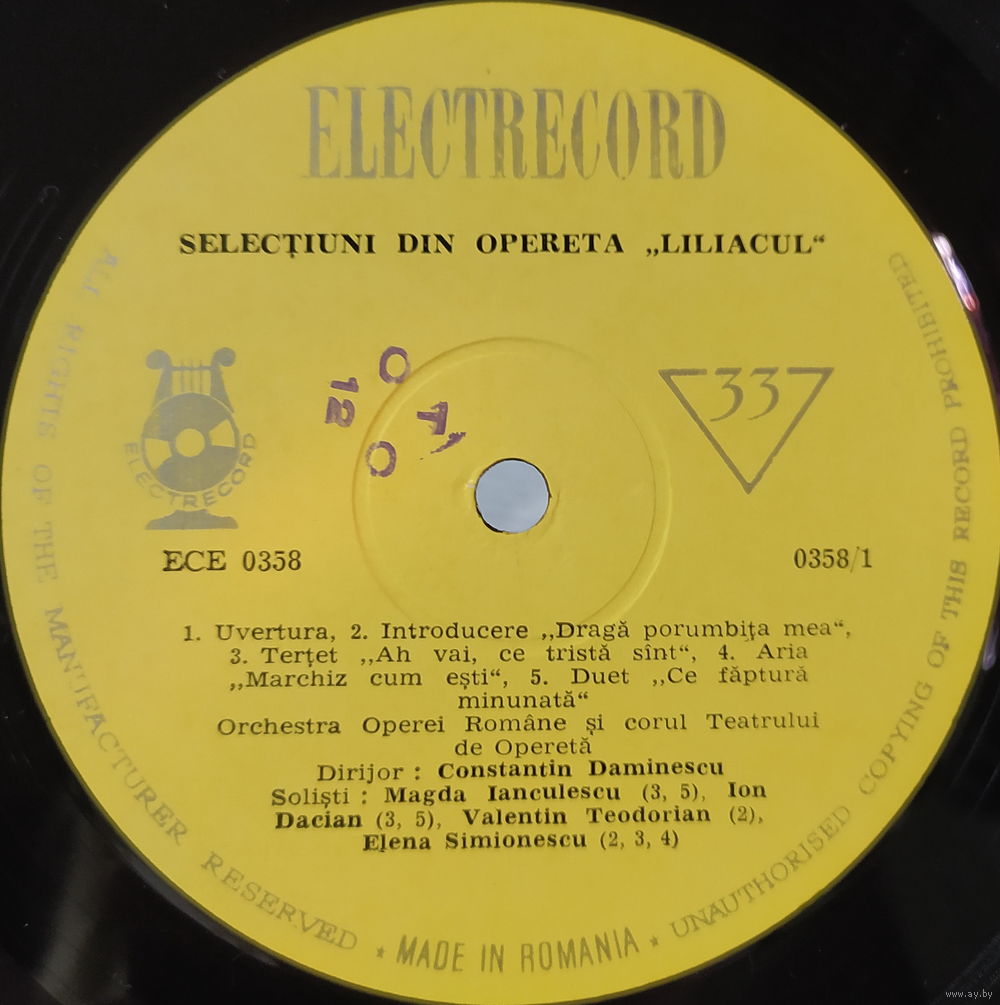 ELECTRECORD
SELECȚIUNI DIN OPERETA „LILIACUL“
33
ELECTRECORD
O
12
T,
O
ECE 0358
0358/1
1. Uvertura, 2. Introducere „Dragă porumbița mea“,
3. Terțet „Ah vai, ce tristă sînt“, 4. Aria
„Marchiz cum ești“, 5. Duet „Ce făptură
minunată“
Orchestra Operei Române și corul Teatrului
de Operetă
Dirijor : Constantin Daminescu
Soliști : Magda Ianculescu (3, 5), Ion
Dacian (3, 5), Valentin Teodorian (2),
Elena Simionescu (2, 3, 4)
ALL RIGHTS OF THE MANUFACTURER RESERVED * MADE IN ROMANIA * UNAUTHORISED COPYING OF THIS RECORD PROHIBITED
www.ay.by